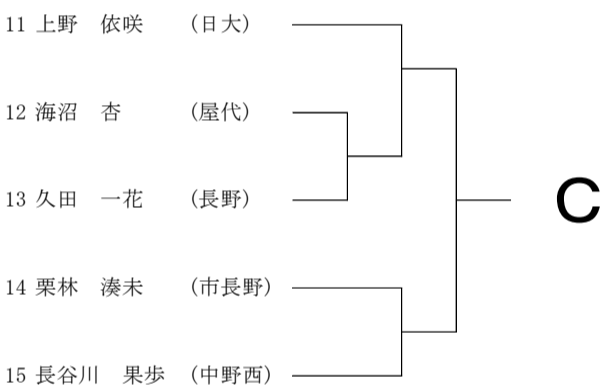 11 上野　依咲　（日大）
12 海沼　杏　（屋代）
13 久田　一花　（長野）
C
14 栗林　湊未　（市長野）
15 長谷川　果歩　（中野西）